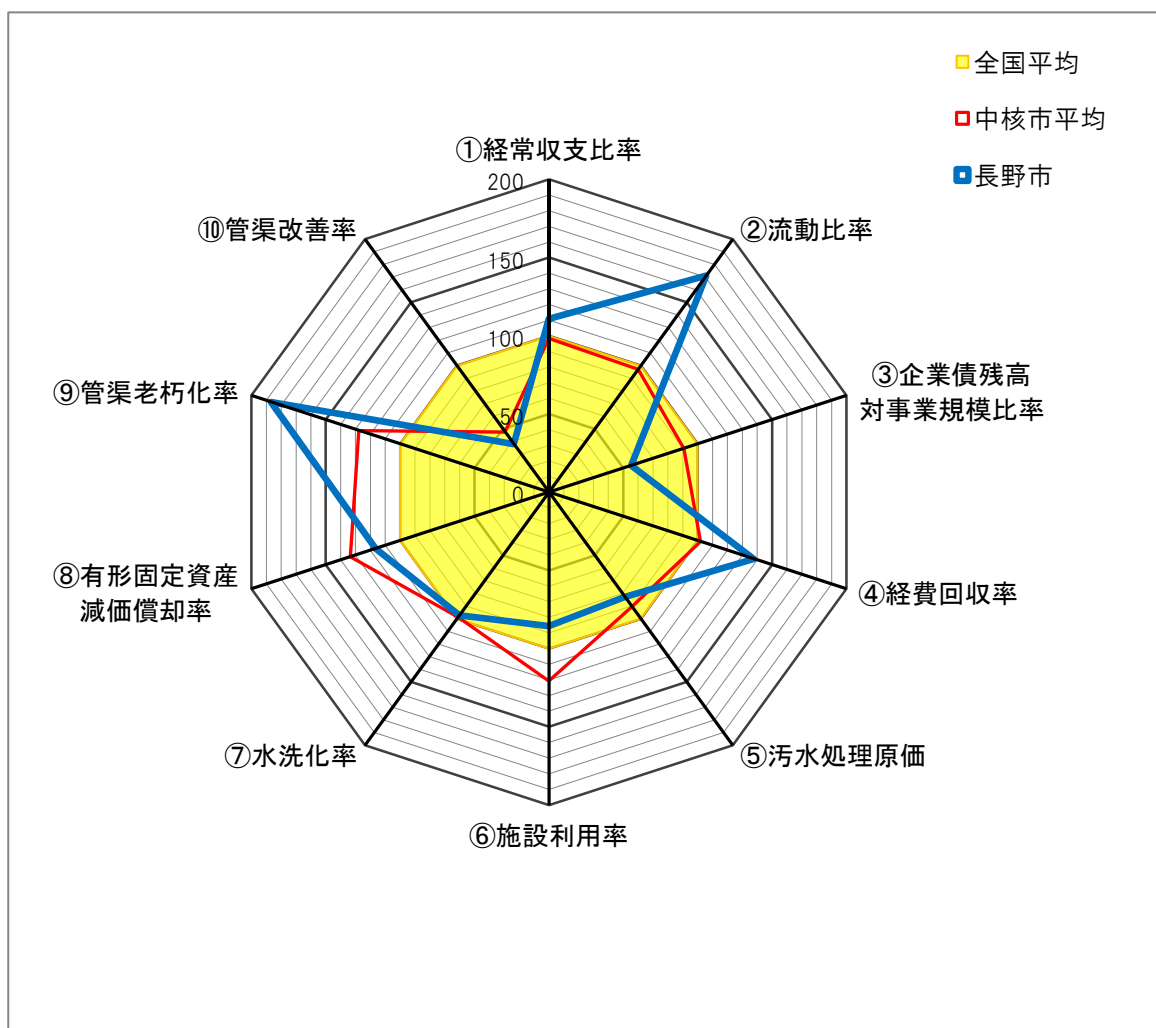 全国平均
中核市平均
長野市
①経常収支比率
②流動比率
③企業債残高
対事業規模比率
④経費回収率
⑤汚水処理原価
⑥施設利用率
⑦水洗化率
⑧有形固定資産
減価償却率
⑨管渠老朽化率
⑩管渠改善率
200
150
100
50
0